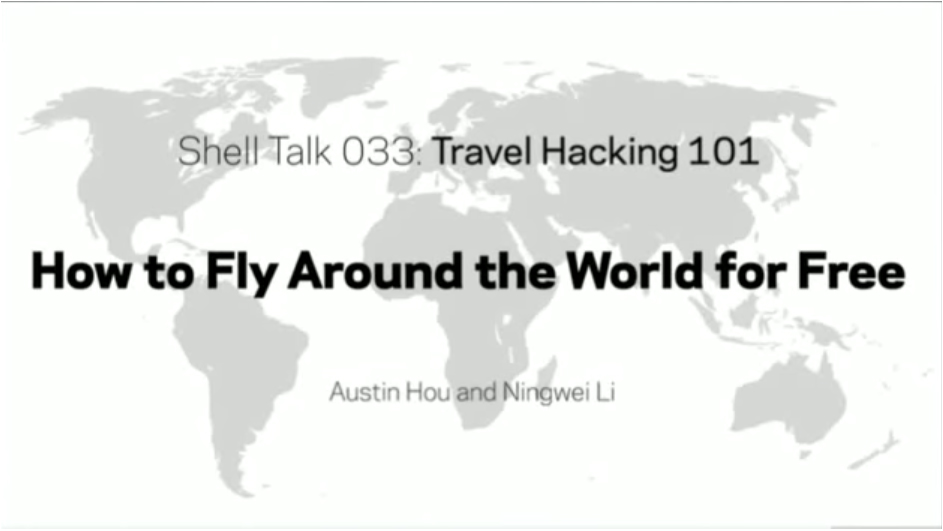 Shell Talk 033: Travel Hacking 101
How to Fly Around the World for Free
Austin Hou and Ningwei Li